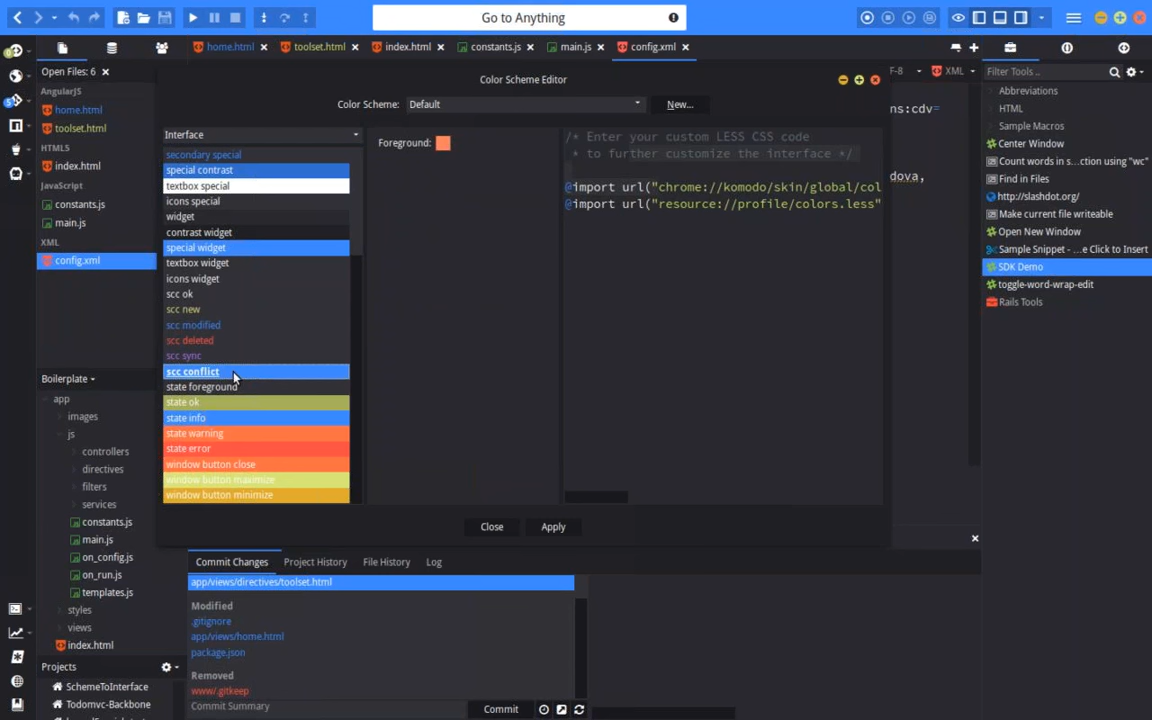 Go to Anything
home.html
toolset.html
index.html
constants.js
main.js
config.xml
Open Files: 6
AngularJS
home.html
toolset.html
HTML5
index.html
JavaScript
constants.js
main.js
XML
config.xml
Boilerplate
app
images
js
controllers
directives
filters
services
constants.js
main.js
on_config.js
on_run.js
templates.js
styles
views
index.html
Projects
SchemeToInterface
Todomvc-Backbone
Color Scheme Editor
Color Scheme:
Default
New...
Interface
secondary special
special contrast
textbox special
icons special
widget
contrast widget
special widget
textbox widget
icons widget
scc ok
scc new
scc modified
scc deleted
scc sync
scc conflict
state foreground
state ok
state info
state warning
state error
window button close
window button maximize
window button minimize
Foreground:
/* Enter your custom LESS CSS code
* to further customize the interface */
@import url("chrome://komodo/skin/global/col
@import url("resource://profile/colors.less"
Close
Apply
F-8
XML
ns:cdv=
dova,
Commit Changes
Project History
File History
Log
app/views/directives/toolset.html
Modified
.gitignore
app/views/home.html
package.json
Removed
www/.gitkeep
Commit Summary
Commit
Filter Tools ..
Abbreviations
HTML
Sample Macros
Count words in s...ction using "wc"
Center Window
Find in Files
http://slashdot.org/
Make current file writeable
Open New Window
Sample Snippet - ...e Click to Insert
SDK Demo
toggle-word-wrap-edit
Rails Tools